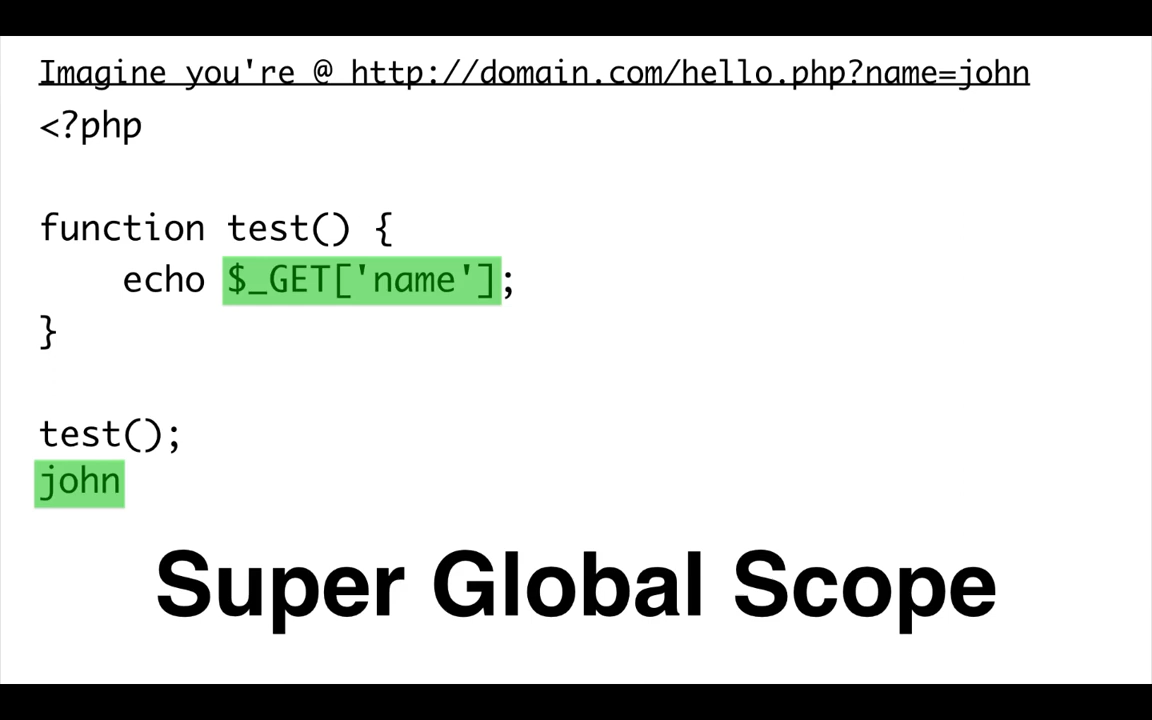 Imagine you're @ http://domain.com/hello.php?name=john
<?php
function test() {
    echo $_GET['name'];
}
test();
john
Super Global Scope